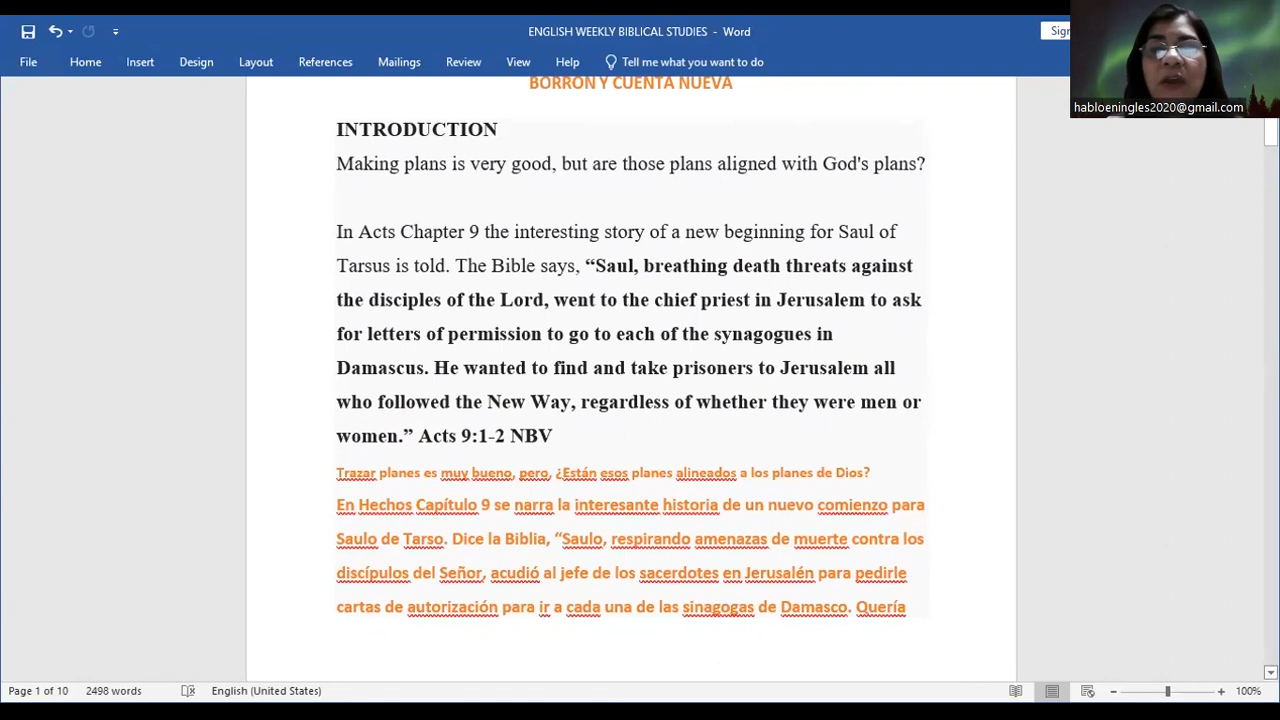 ENGLISH WEEKLY BIBLICAL STUDIES - Word
Sign
File Home Insert Design Layout References Mailings Review View Help Tell me what you want to do
habloeningles2020@gmail.com
BORRON Y CUENTA NUEVA
INTRODUCTION
Making plans is very good, but are those plans aligned with God's plans?
In Acts Chapter 9 the interesting story of a new beginning for Saul of
Tarsus is told. The Bible says, “Saul, breathing death threats against
the disciples of the Lord, went to the chief priest in Jerusalem to ask
for letters of permission to go to each of the synagogues in
Damascus. He wanted to find and take prisoners to Jerusalem all
who followed the New Way, regardless of whether they were men or
women.” Acts 9:1-2 NBV
Trazar planes es muy bueno, pero, ¿Están esos planes alineados a los planes de Dios?
En Hechos Capítulo 9 se narra la interesante historia de un nuevo comienzo para
Saulo de Tarso. Dice la Biblia, “Saulo, respirando amenazas de muerte contra los
discípulos del Señor, acudió al jefe de los sacerdotes en Jerusalén para pedirle
cartas de autorización para ir a cada una de las sinagogas de Damasco. Quería
Page 1 of 10 2498 words English (United States) 100%